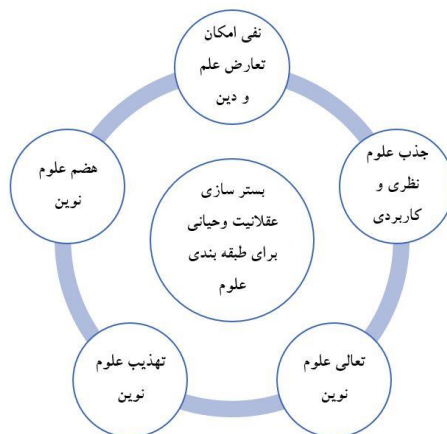 نفی امکان
تعارض علم
و دین
جذب علوم
نظری و
کاربردی
تعالی علوم
نوین
تهذیب علوم
نوین
هضم علوم
نوین
بستر سازی
عقلانیت وحیانی
برای طبقه بندی
علوم